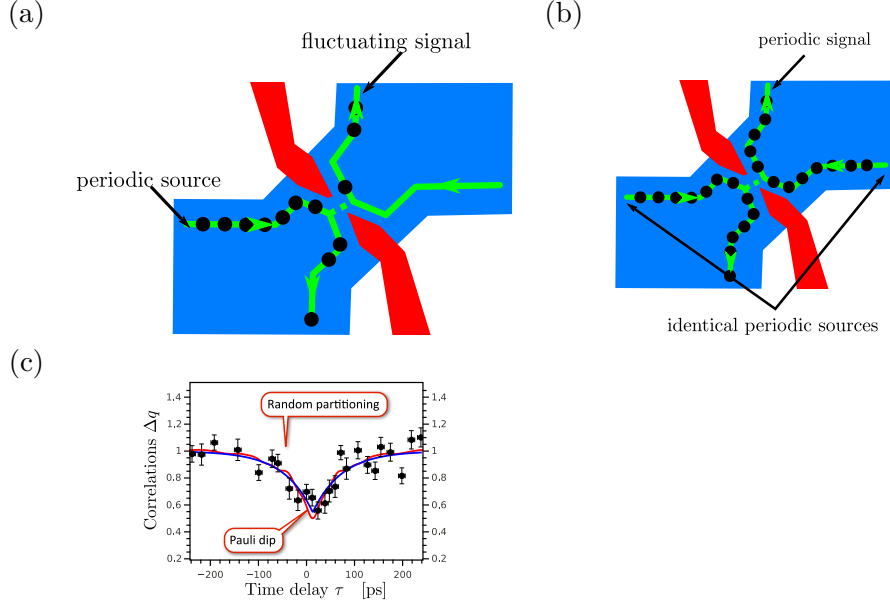 (a)
fluctuating signal
periodic source
(b)
periodic signal
identical periodic sources
(c)
Correlations Δq
1.4
1.2
1
0.8
0.6
0.4
0.2
Random partitioning
Pauli dip
1.4
1.2
1
0.8
0.6
0.4
0.2
−200 −100 0 100 200
Time delay τ [ps]